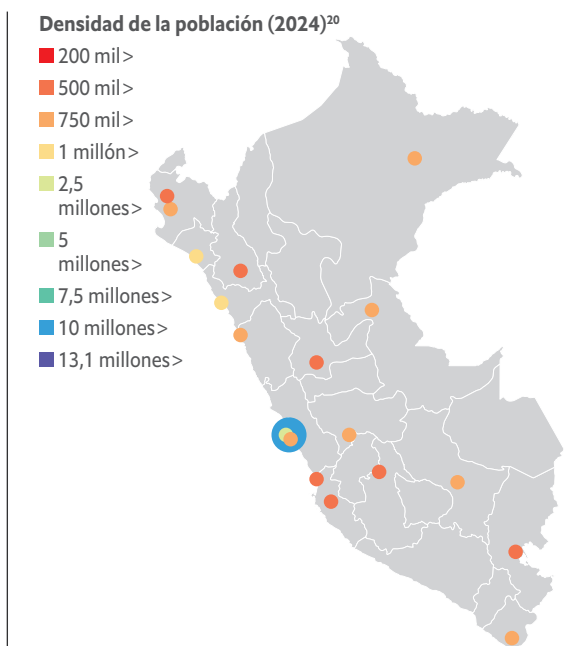 Densidad de la población (2024)²⁰
200 mil>
500 mil>
750 mil>
1 millón>
2,5
millones>
5
millones>
7,5 millones>
10 millones>
13,1 millones>